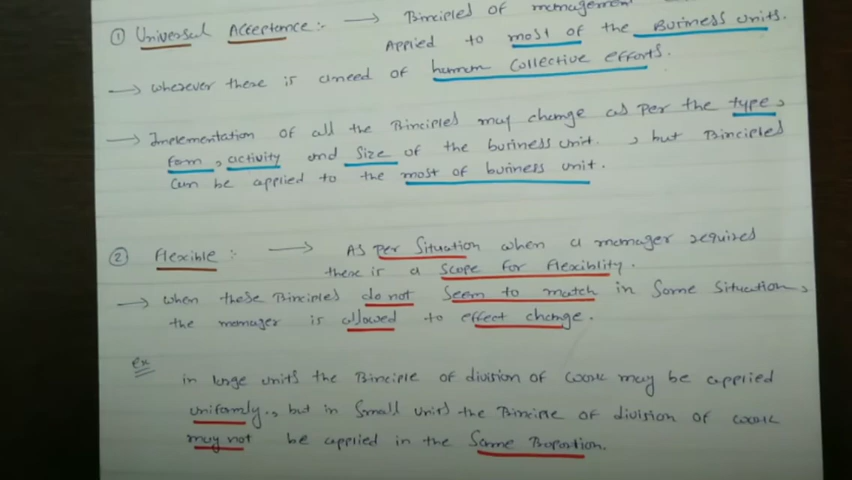 ① Universal Acceptance :- → Principles of management
Applied to most of the Business units.
→ wherever there is a need of human collective efforts.
→ Implementation of all the Principles may change as per the type,
form, activity and size of the business unit., but Principles
can be applied to the most of business unit.
② Flexible :- → As per Situation when a manager required
there is a scope for flexiblity.
→ when these Principles do not seem to match in some situation,
the manager is allowed to effect change.
ex
in large units the Principle of division of work may be applied
uniformly., but in small units the Principle of division of work
may not be applied in the same Proportion.